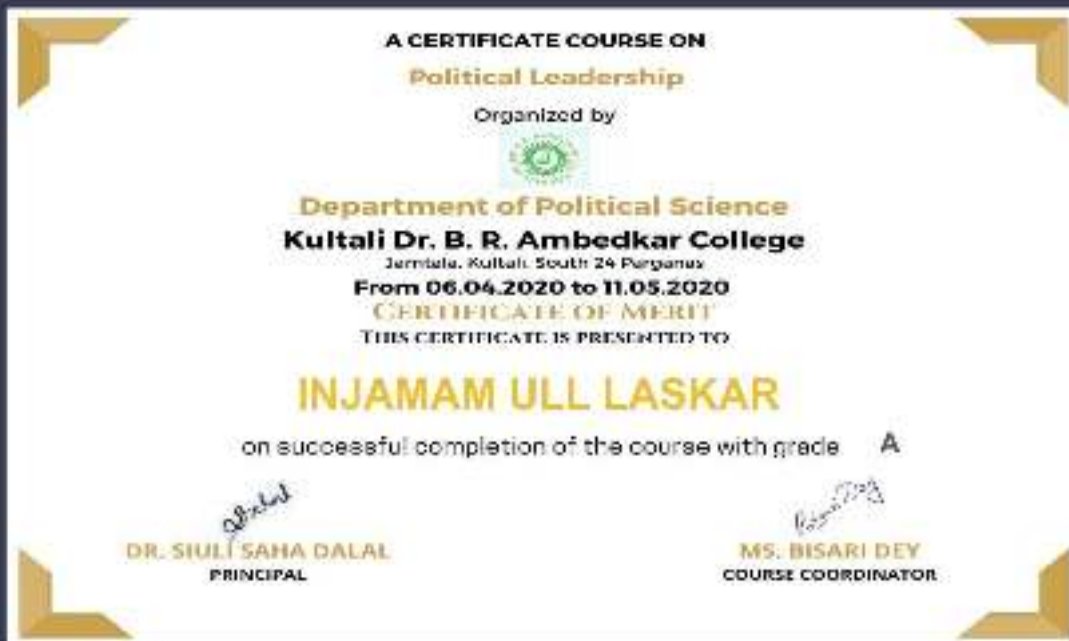 A CERTIFICATE COURSE ON
Political Leadership
Organized by
Department of Political Science
Kultali Dr. B. R. Ambedkar College
Jamtala, Kultali, South 24 Parganas
From 06.04.2020 to 11.05.2020
CERTIFICATE OF MERIT
THIS CERTIFICATE IS PRESENTED TO
INJAMAM ULL LASKAR
on successful completion of the course with grade A
DR. SIULI SAHA DALAL
PRINCIPAL
MS. BISARI DEY
COURSE COORDINATOR